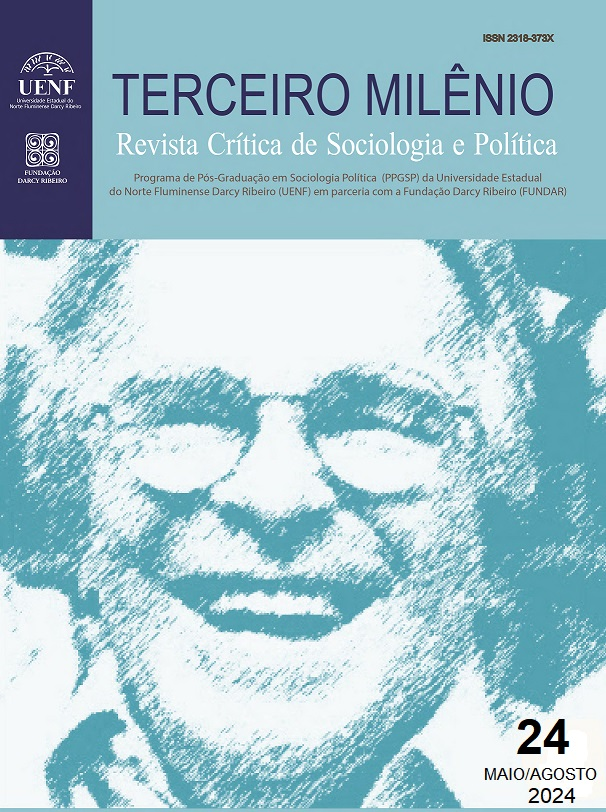 ISSN 2318-373X
UENF
Universidade Estadual do
Norte Fluminense Darcy Ribeiro
FUNDAÇÃO
DARCY RIBEIRO
TERCEIRO MILÊNIO
Revista Crítica de Sociologia e Política
Programa de Pós-Graduação em Sociologia Política (PPGSP) da Universidade Estadual
do Norte Fluminense Darcy Ribeiro (UENF) em parceria com a Fundação Darcy Ribeiro (FUNDAR)
24
MAIO/AGOSTO
2024